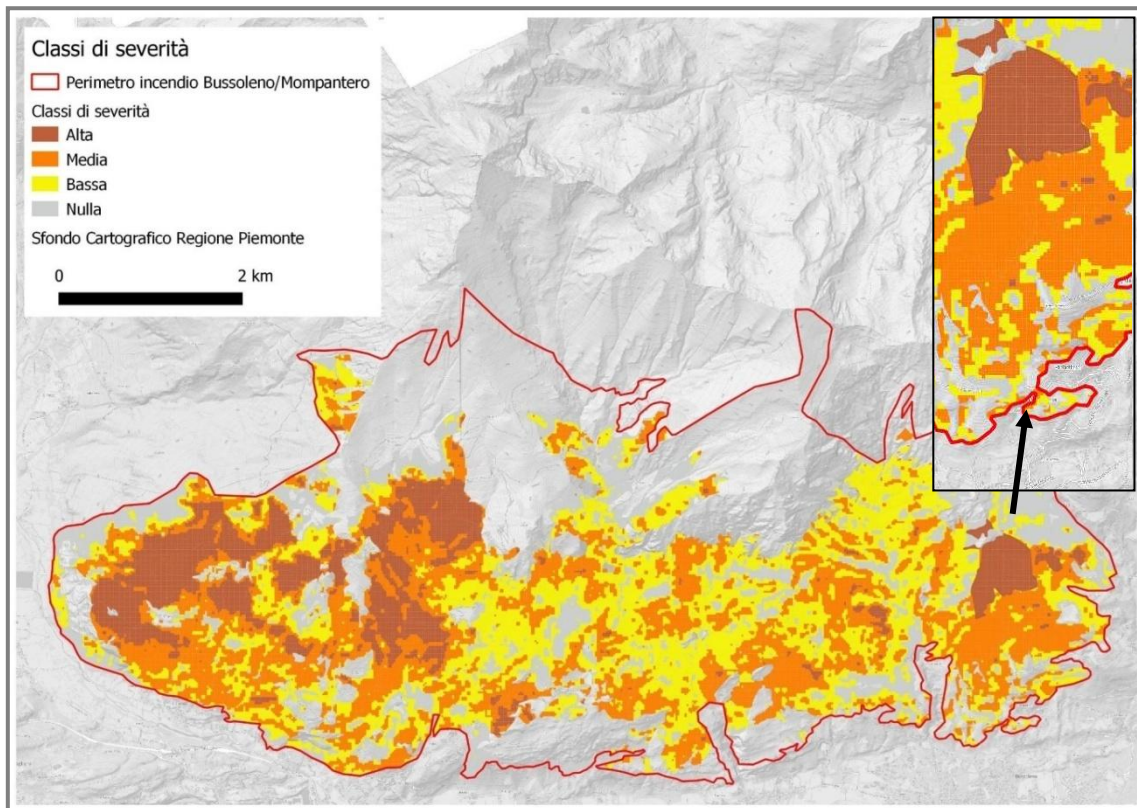 Classi di severità
Perimetro incendio Bussoleno/Mompantero
Classi di severità
Alta
Media
Bassa
Nulla
Sfondo Cartografico Regione Piemonte
0 2 km